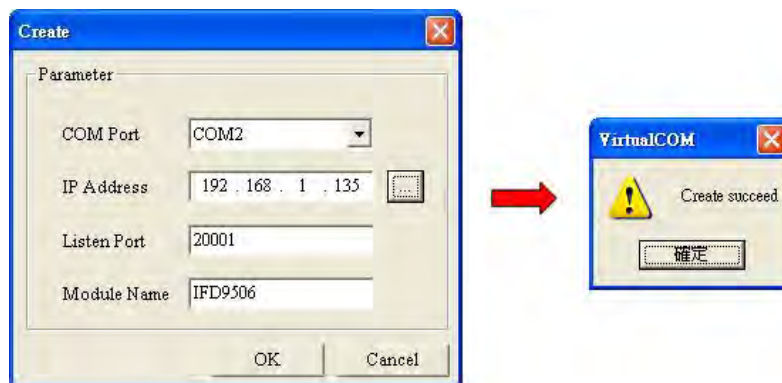 Create
Parameter
COM Port COM2
IP Address 192 . 168 . 1 . 135 ...
Listen Port 20001
Module Name IFD9506
OK Cancel
VirtualCOM
Create succeed
確定